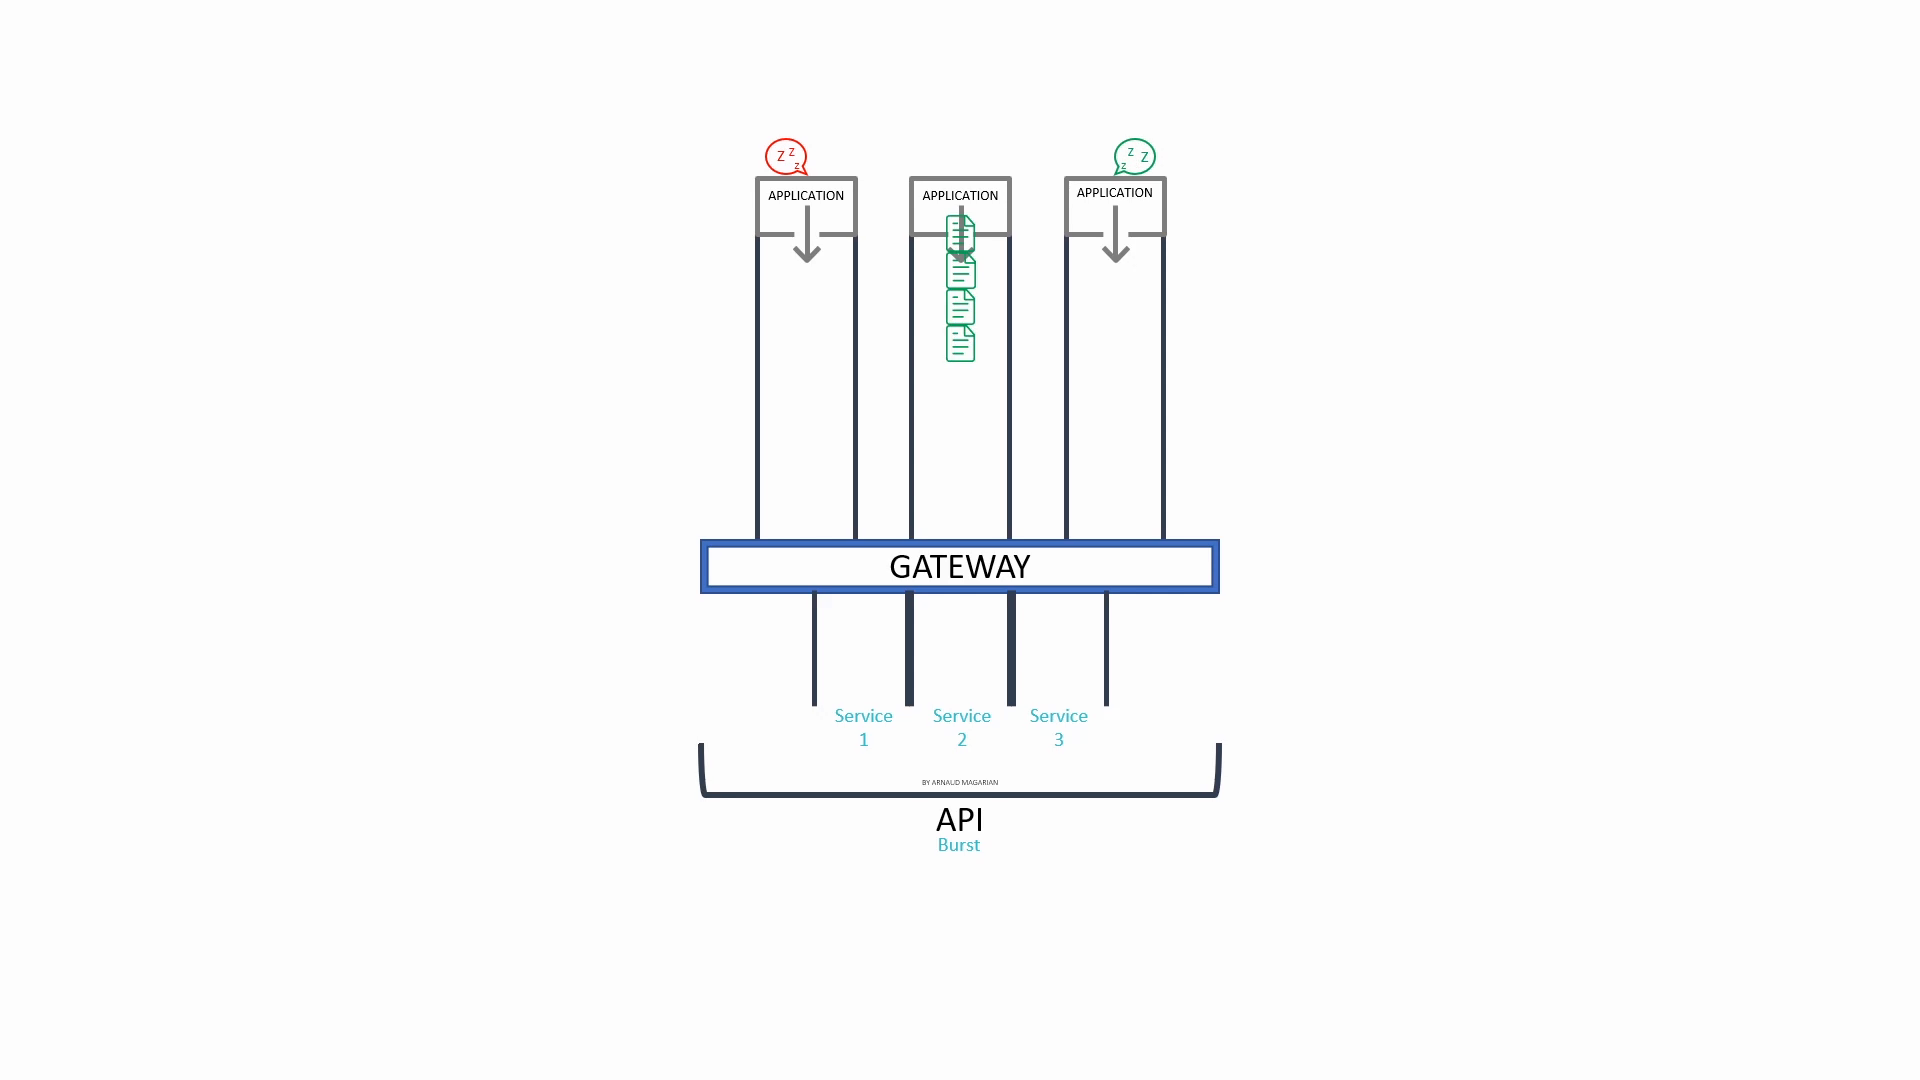 Z Z z
Z Z z
APPLICATION
APPLICATION
APPLICATION
GATEWAY
Service 1
Service 2
Service 3
BY ARNAUD MAGARIAN
API
Burst